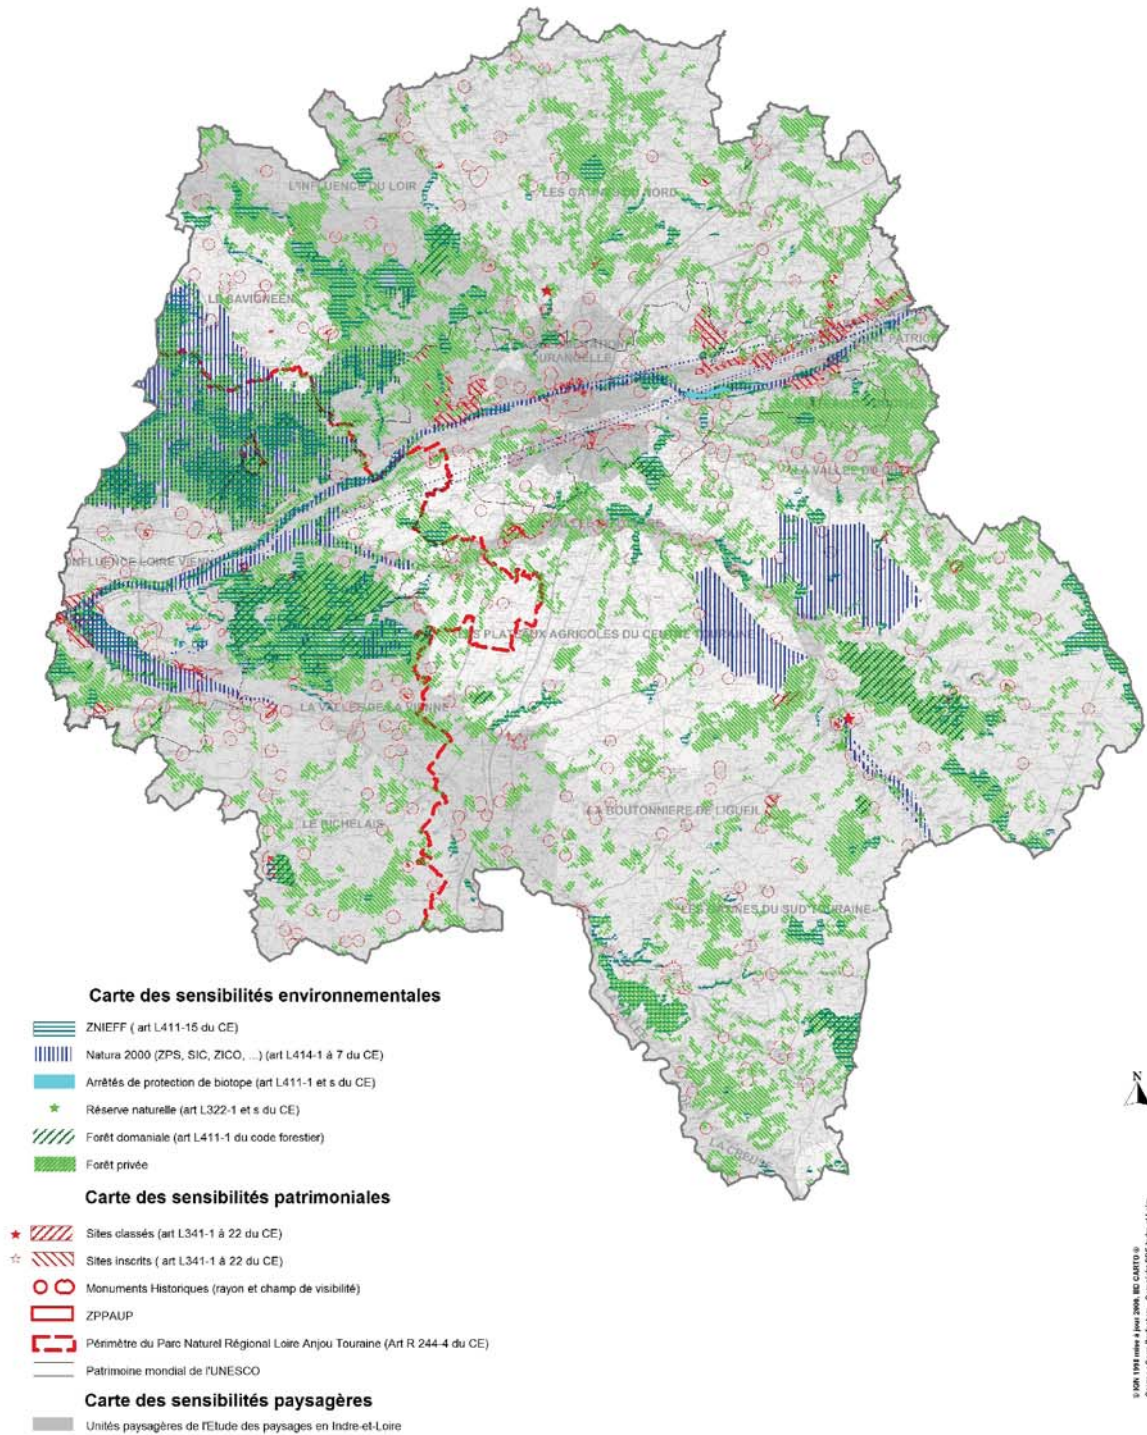 L'INFLUENCE DU LOIR
LES GATINES DU NORD
LE SAVIGNEEN
TOURANGELLE
INFLUENCE LOIRE VIEN
LES PLATEAUX AGRICOLES DU CENTRE TOURAINE
LA VALLEE DE LA VIENNE
LA BOUTONNIERE DE LIGUEIL
LE RICHELAIS
LES GATINES DU SUD TOURAINE
LA CREUSE
Carte des sensibilités environnementales
ZNIEFF ( art L411-15 du CE)
Natura 2000 (ZPS, SIC, ZICO, ...) (art L414-1 à 7 du CE)
Arrêtés de protection de biotope (art L411-1 et s du CE)
Réserve naturelle (art L322-1 et s du CE)
Forêt domaniale (art L411-1 du code forestier)
Forêt privée
N
Carte des sensibilités patrimoniales
Sites classés (art L341-1 à 22 du CE)
Sites inscrits ( art L341-1 à 22 du CE)
Monuments Historiques (rayon et champ de visibilité)
ZPPAUP
Périmètre du Parc Naturel Régional Loire Anjou Touraine (Art R 244-4 du CE)
Patrimoine mondial de l'UNESCO
Carte des sensibilités paysagères
Unités paysagères de l'Etude des paysages en Indre-et-Loire